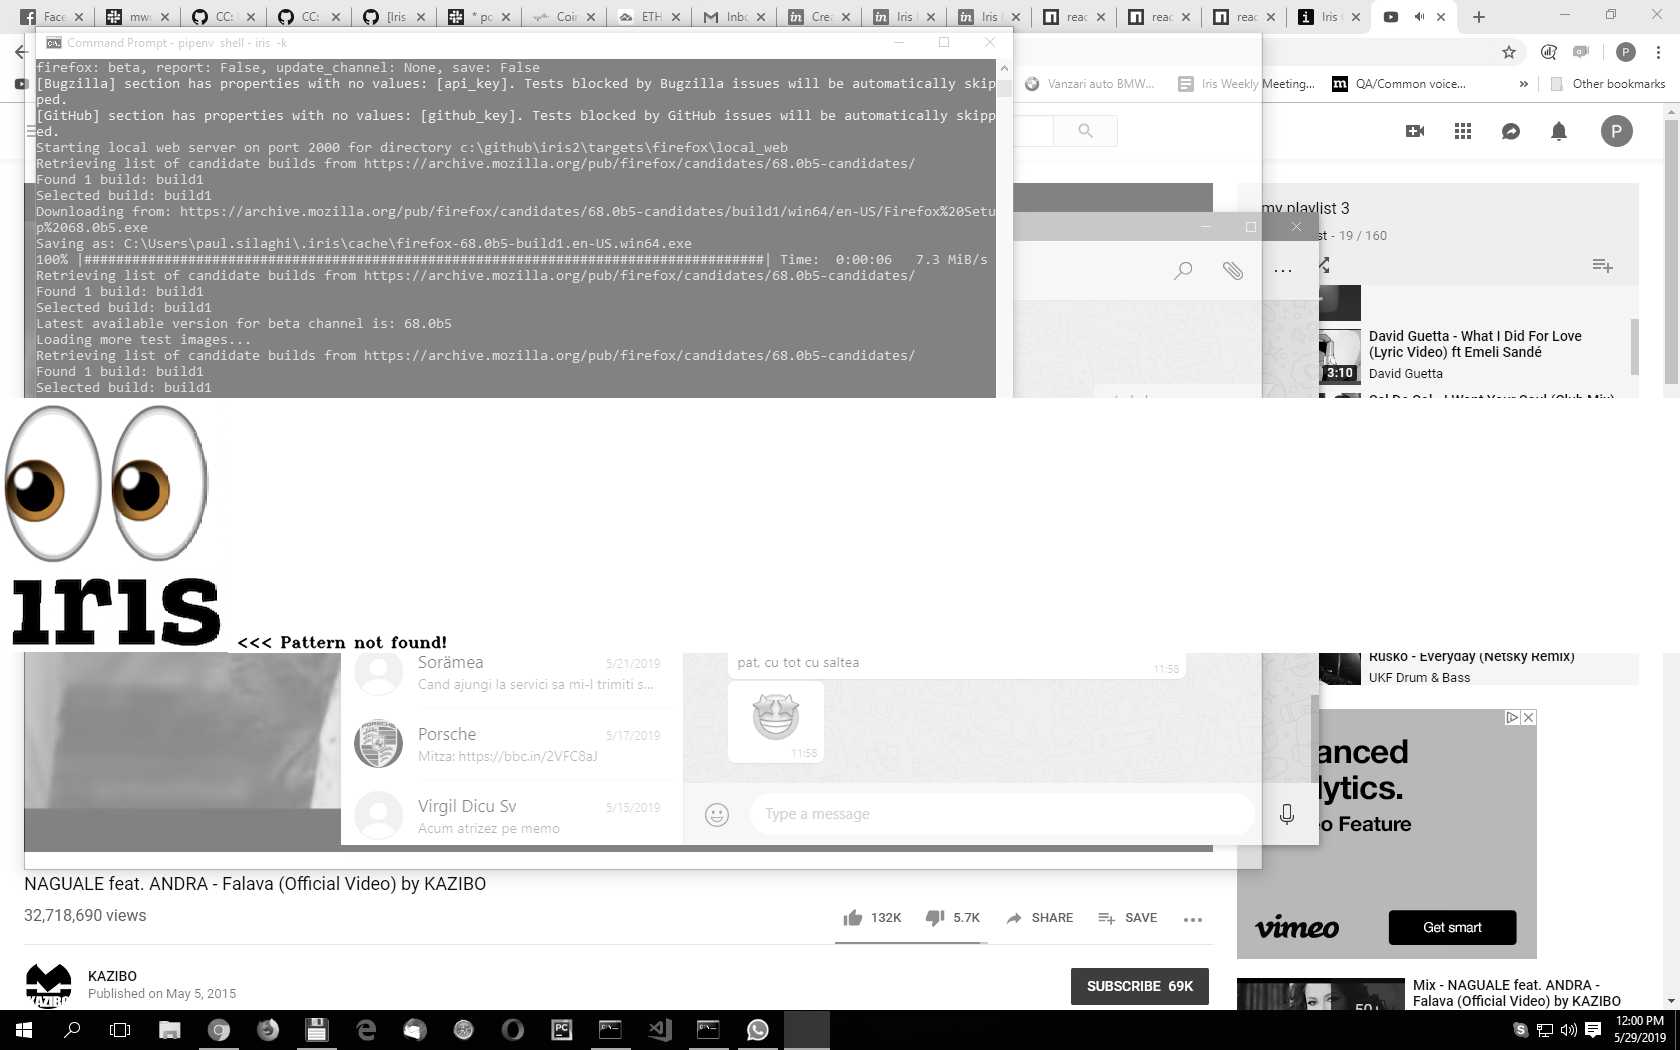 Face
mwc
CC:
CC:
[Iris
* pc
Coin
ETH
Inbc
Crea
Iris I
Iris I
reac
reac
reac
Iris
Command Prompt - pipenv shell - iris -k
firefox: beta, report: False, update_channel: None, save: False
[Bugzilla] section has properties with no values: [api_key]. Tests blocked by Bugzilla issues will be automatically skip
ped.
[GitHub] section has properties with no values: [github_key]. Tests blocked by GitHub issues will be automatically skipp
ed.
Starting local web server on port 2000 for directory c:\github\iris2\targets\firefox\local_web
Retrieving list of candidate builds from https://archive.mozilla.org/pub/firefox/candidates/68.0b5-candidates/
Found 1 build: build1
Selected build: build1
Downloading from: https://archive.mozilla.org/pub/firefox/candidates/68.0b5-candidates/build1/win64/en-US/Firefox%20Setu
p%2068.0b5.exe
Saving as: C:\Users\paul.silaghi\.iris\cache\firefox-68.0b5-build1.en-US.win64.exe
100% |#####################################################################################| Time:  0:00:06   7.3 MiB/s
Retrieving list of candidate builds from https://archive.mozilla.org/pub/firefox/candidates/68.0b5-candidates/
Found 1 build: build1
Selected build: build1
Latest available version for beta channel is: 68.0b5
Loading more test images...
Retrieving list of candidate builds from https://archive.mozilla.org/pub/firefox/candidates/68.0b5-candidates/
Found 1 build: build1
Selected build: build1
Vanzari auto BMW...
Iris Weekly Meeting...
QA/Common voice...
» Other bookmarks
P
P
my playlist 3
st - 19 / 160
David Guetta - What I Did For Love
(Lyric Video) ft Emeli Sandé
3:10
David Guetta
iris
<<< Pattern not found!
Sorämea 5/21/2019
Cand ajungi la servici sa mi-l trimiti s...
Porsche 5/17/2019
Mitza: https://bbc.in/2VFC8aJ
Virgil Dicu Sv 5/15/2019
Acum atrizez pe memo
pat, cu tot cu saltea
11:55
11:55
Type a message
Rusko - Everyday (Netsky Remix)
UKF Drum & Bass
anced
lytics.
o Feature
vimeo
Get smart
NAGUALE feat. ANDRA - Falava (Official Video) by KAZIBO
32,718,690 views
132K
5.7K
SHARE
SAVE
KAZIBO
KAZIBO
Published on May 5, 2015
SUBSCRIBE 69K
Mix - NAGUALE feat. ANDRA -
Falava (Official Video) by KAZIBO
50+
PC
12:00 PM
5/29/2019